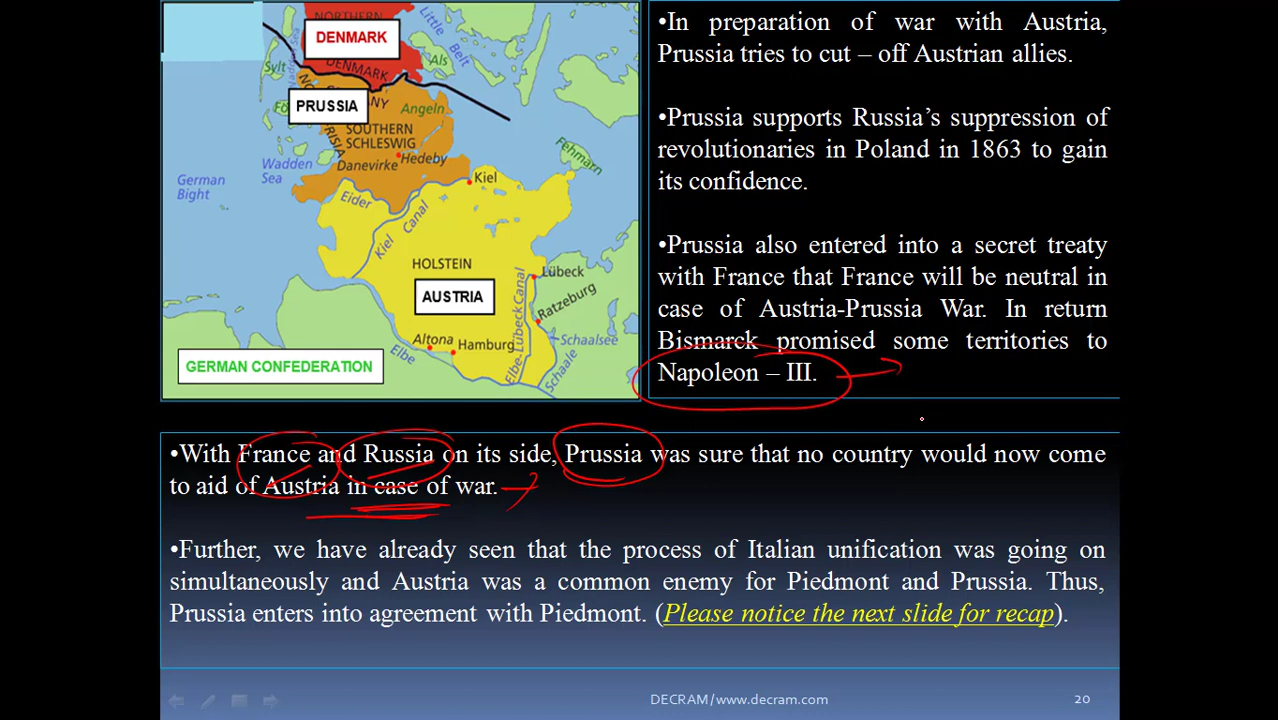 NORTHERN
DENMARK
DENMARK
Little
Belt
Als
Sylt
PRUSSIA
Angeln
SOUTHERN
SCHLESWIG
Danevirke
Hedeby
Wadden
Sea
German
Bight
Fehmarn
Kiel
Eider
Kiel Canal
HOLSTEIN
AUSTRIA
Lübeck
Ratzeburg
Elbe-Lübeck Canal
Schaalsee
Schaale
Altona
Hamburg
Elbe
GERMAN CONFEDERATION
•In preparation of war with Austria,
Prussia tries to cut – off Austrian allies.
•Prussia supports Russia’s suppression of
revolutionaries in Poland in 1863 to gain
its confidence.
•Prussia also entered into a secret treaty
with France that France will be neutral in
case of Austria-Prussia War. In return
Bismarck promised some territories to
Napoleon – III.
•With France and Russia on its side, Prussia was sure that no country would now come
to aid of Austria in case of war.
•Further, we have already seen that the process of Italian unification was going on
simultaneously and Austria was a common enemy for Piedmont and Prussia. Thus,
Prussia enters into agreement with Piedmont. (Please notice the next slide for recap).
DECRAM/www.decram.com
20